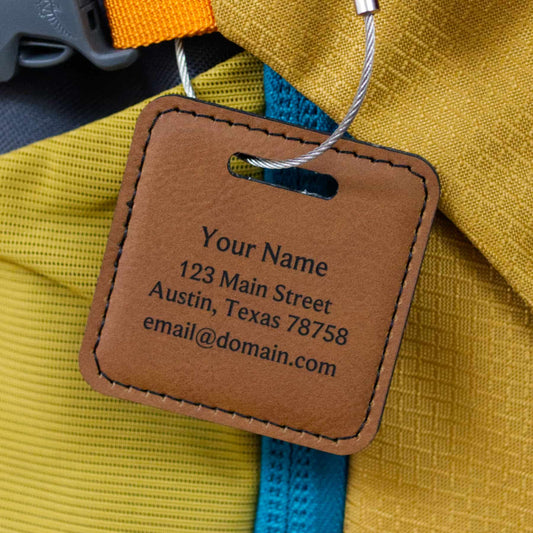 Your Name
123 Main Street
Austin, Texas 78758
email@domain.com